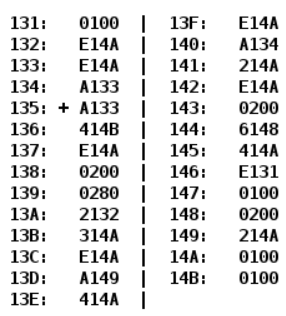 131: 0100 | 13F: E14A
132: E14A | 140: A134
133: E14A | 141: 214A
134: A133 | 142: E14A
135: + A133 | 143: 0200
136: 414B | 144: 6148
137: E14A | 145: 414A
138: 0200 | 146: E131
139: 0280 | 147: 0100
13A: 2132 | 148: 0200
13B: 314A | 149: 214A
13C: E14A | 14A: 0100
13D: A149 | 14B: 0100
13E: 414A |